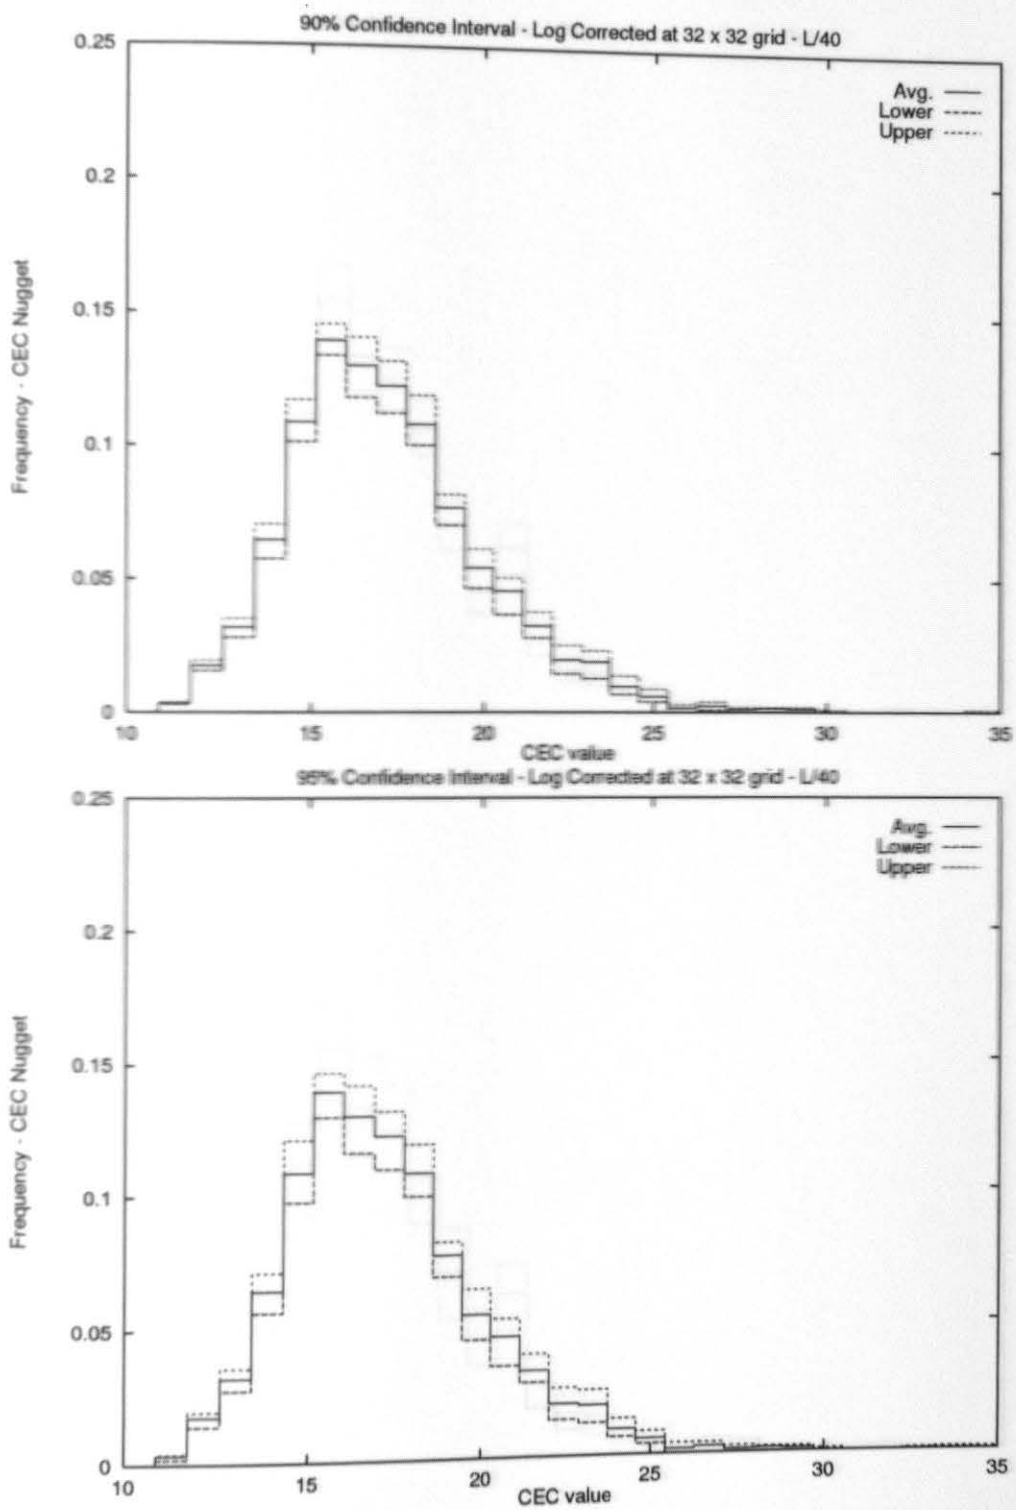 90% Confidence Interval - Log Corrected at 32 x 32 grid - L/40
0.25
0.2
0.15
0.1
0.05
0
Frequency - CEC Nugget
Avg.
Lower
Upper
10 15 20 25 30 35
CEC value
95% Confidence Interval - Log Corrected at 32 x 32 grid - L/40
0.25
0.2
0.15
0.1
0.05
0
Frequency - CEC Nugget
Avg.
Lower
Upper
10 15 20 25 30 35
CEC value